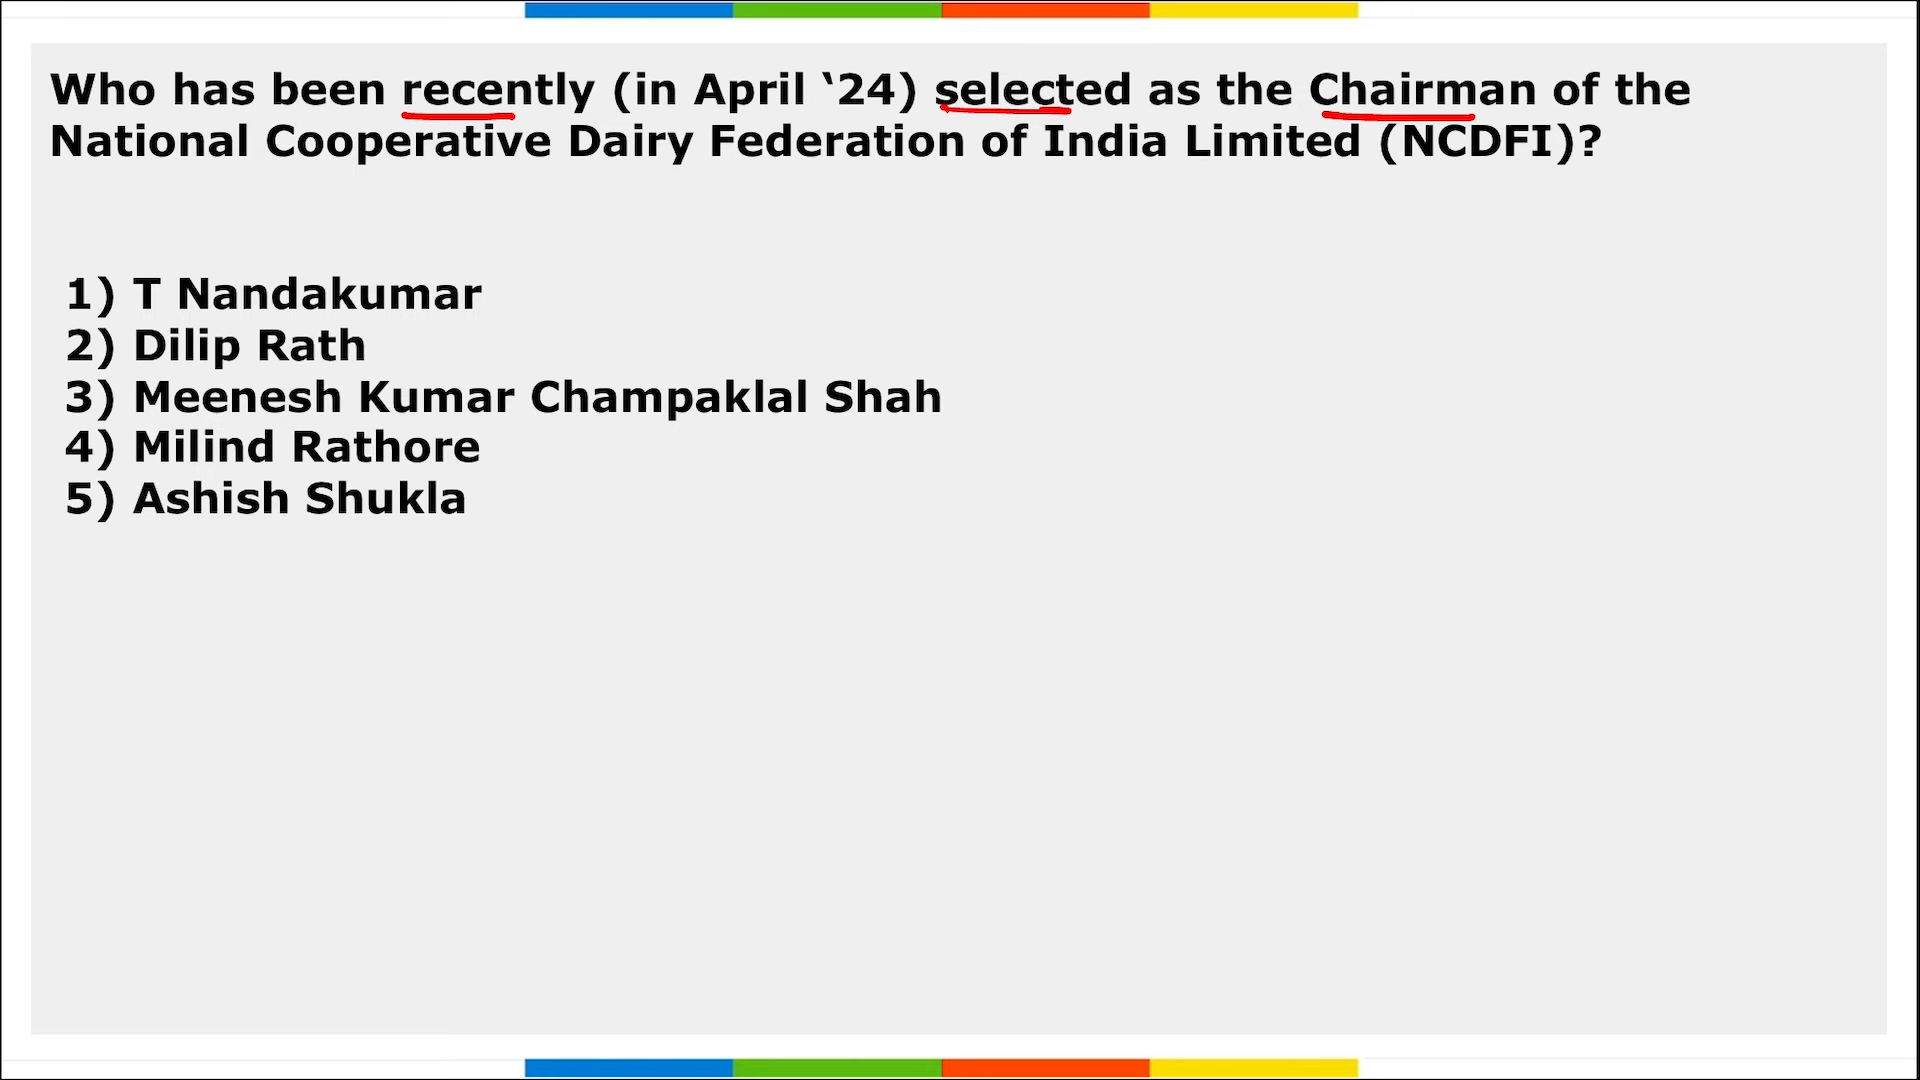 Who has been recently (in April ‘24) selected as the Chairman of the
National Cooperative Dairy Federation of India Limited (NCDFI)?
1) T Nandakumar
2) Dilip Rath
3) Meenesh Kumar Champaklal Shah
4) Milind Rathore
5) Ashish Shukla